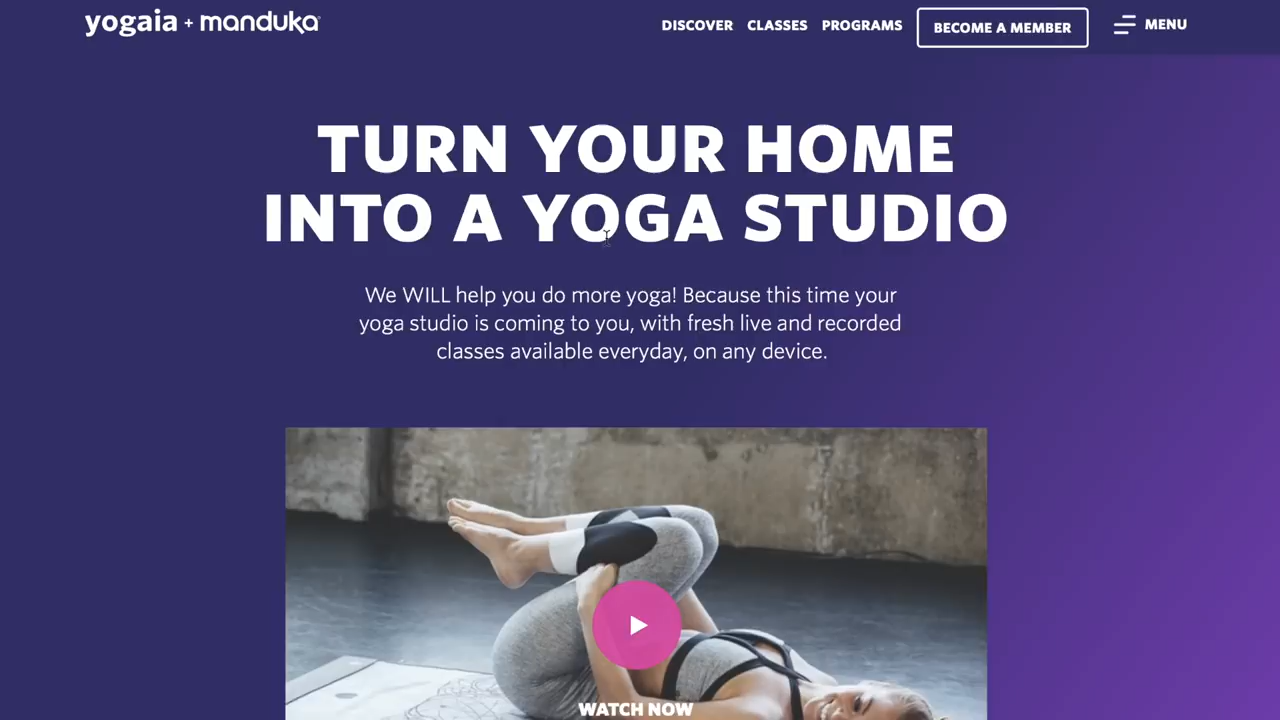 yogaia + manduka
DISCOVER CLASSES PROGRAMS BECOME A MEMBER MENU
TURN YOUR HOME
INTO A YOGA STUDIO
We WILL help you do more yoga! Because this time your
yoga studio is coming to you, with fresh live and recorded
classes available everyday, on any device.
WATCH NOW